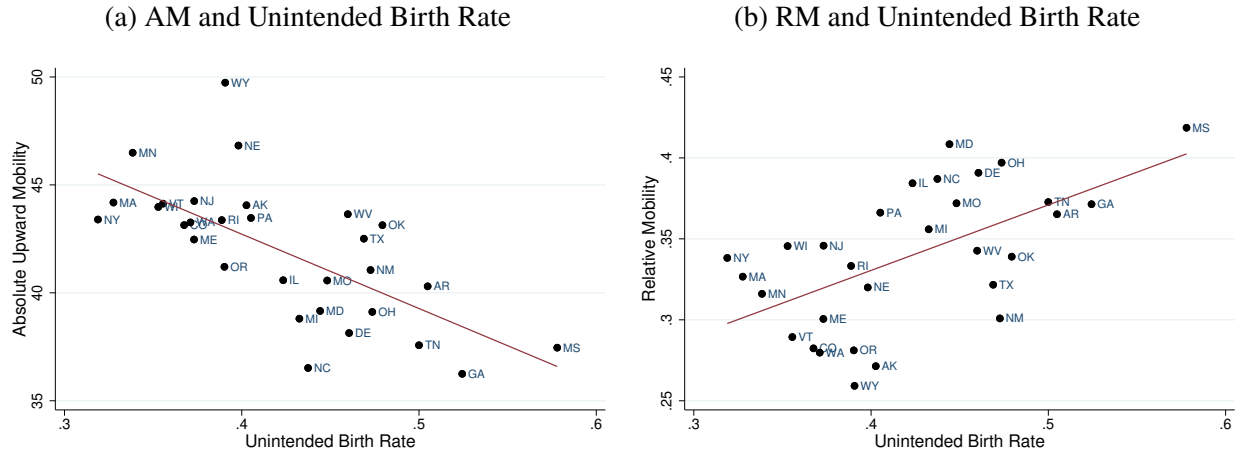 (a) AM and Unintended Birth Rate
Absolute Upward Mobility
50
45
40
35
WY
NE
MN
MA
VT
WI
NJ
AK
NY
WA
CO
RI
PA
ME
WV
OK
TX
OR
IL
MO
NM
AR
MI
MD
OH
DE
NC
TN
GA
MS
.3
.4
.5
.6
Unintended Birth Rate
(b) RM and Unintended Birth Rate
Relative Mobility
.45
.4
.35
.3
.25
MS
MD
OH
DE
NC
IL
PA
MO
TN
AR
GA
MI
WI
NJ
NY
WV
OK
RI
MA
NE
TX
MN
ME
NM
VT
CO
WA
OR
AK
WY
.3
.4
.5
.6
Unintended Birth Rate